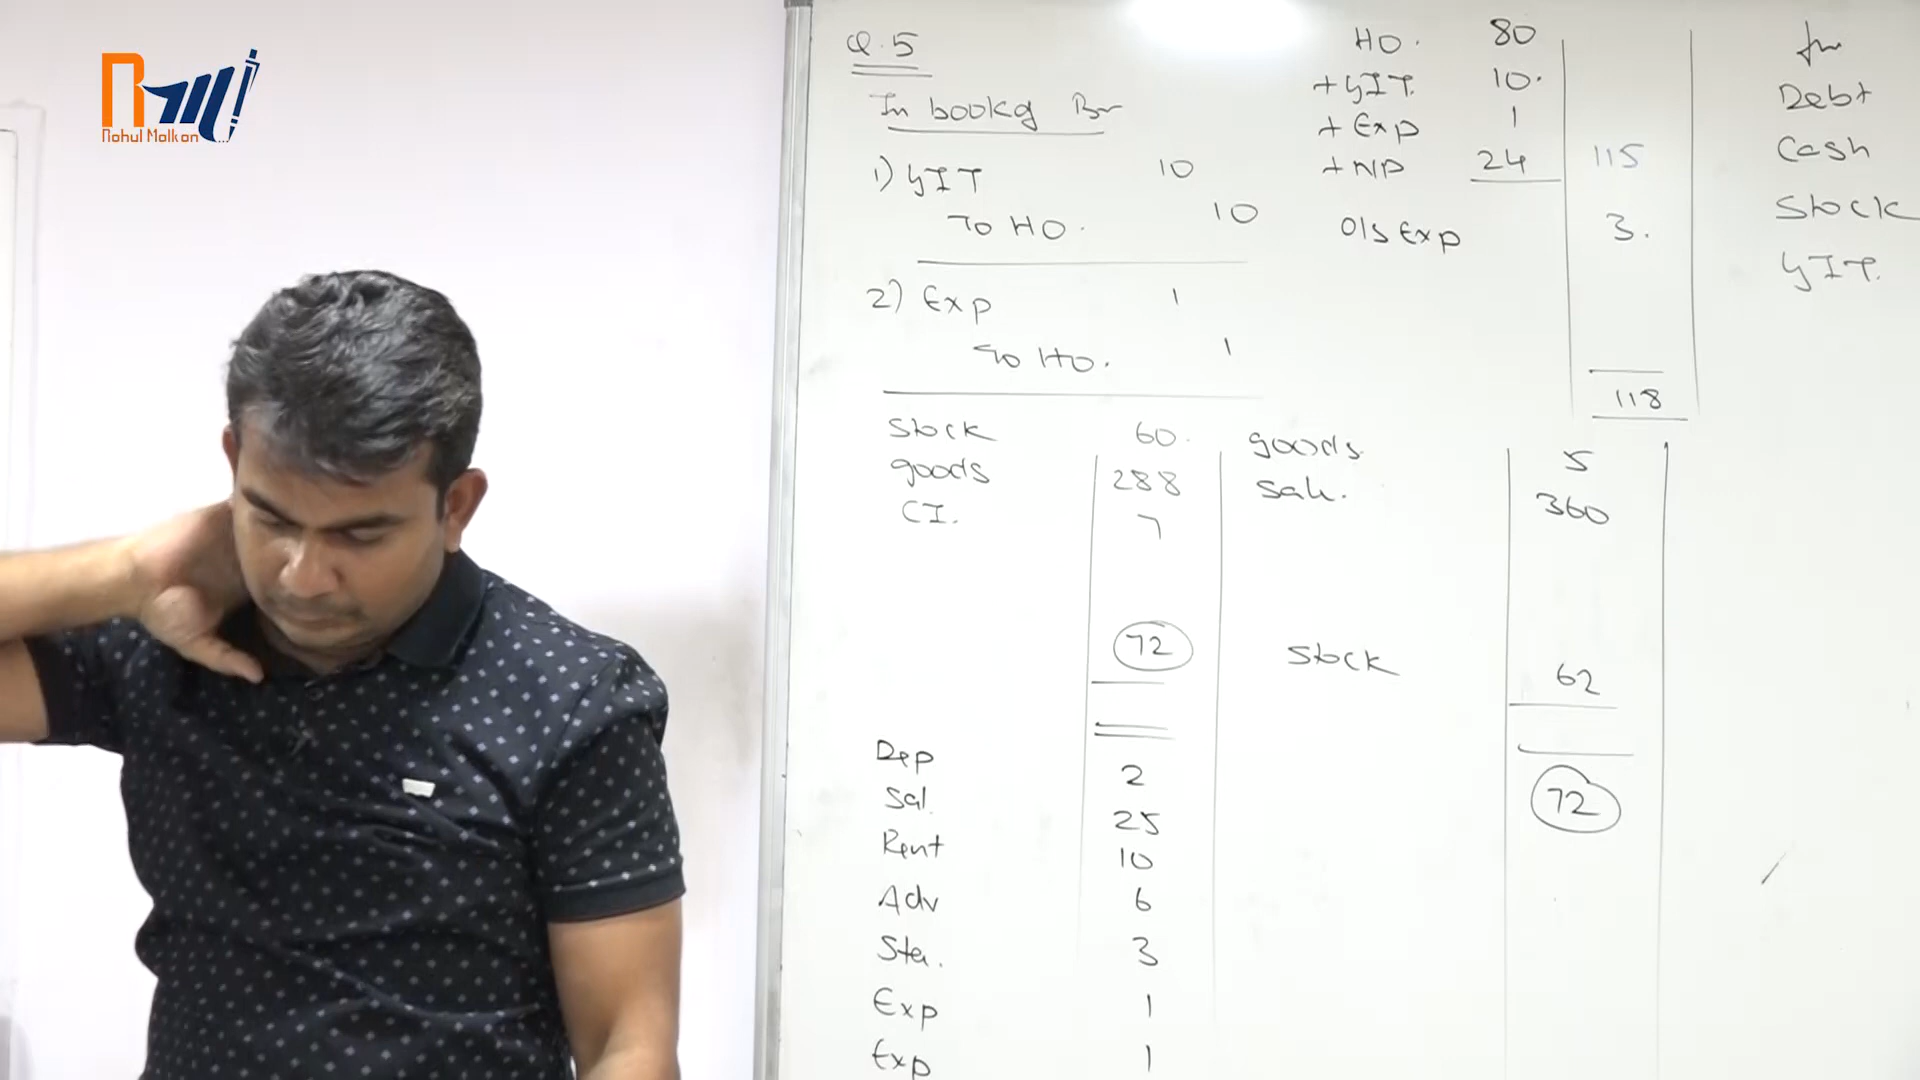 Rahul Malkan
Q.5
In books of Br
1) GIT 10
To HO. 10
2) Exp 1
To HO. 1
HO. 80
+ GIT. 10.
+ Exp 1
+ NP 24 115
O/S Exp 3.
118
fur
Debt
Cash
Stock
GIT.
Stock 60. goods 5
goods 288 sale. 360
CI. 7
72 stock 62
72
Dep 2
Sal. 25
Rent 10
Adv 6
Sta. 3
Exp 1
Exp 1